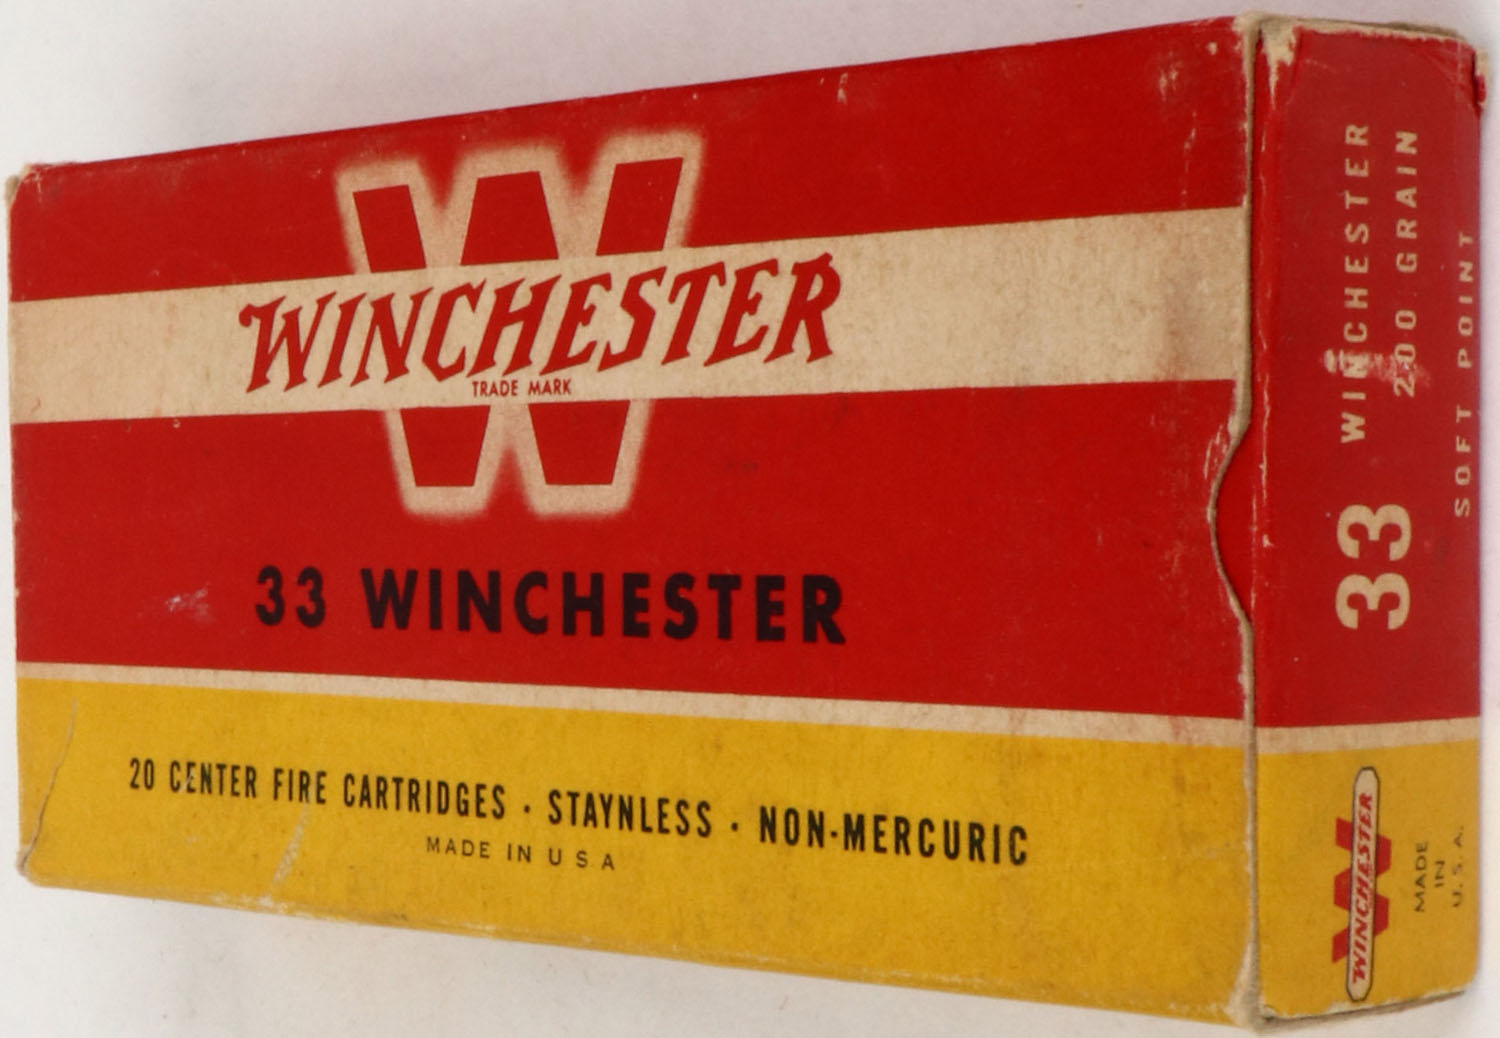 WINCHESTER
TRADE MARK
33 WINCHESTER
20 CENTER FIRE CARTRIDGES · STAYNLESS · NON-MERCURIC
MADE IN U S A
33 WINCHESTER
200 GRAIN
SOFT POINT
W
WINCHESTER
MADE
IN
U. S. A.